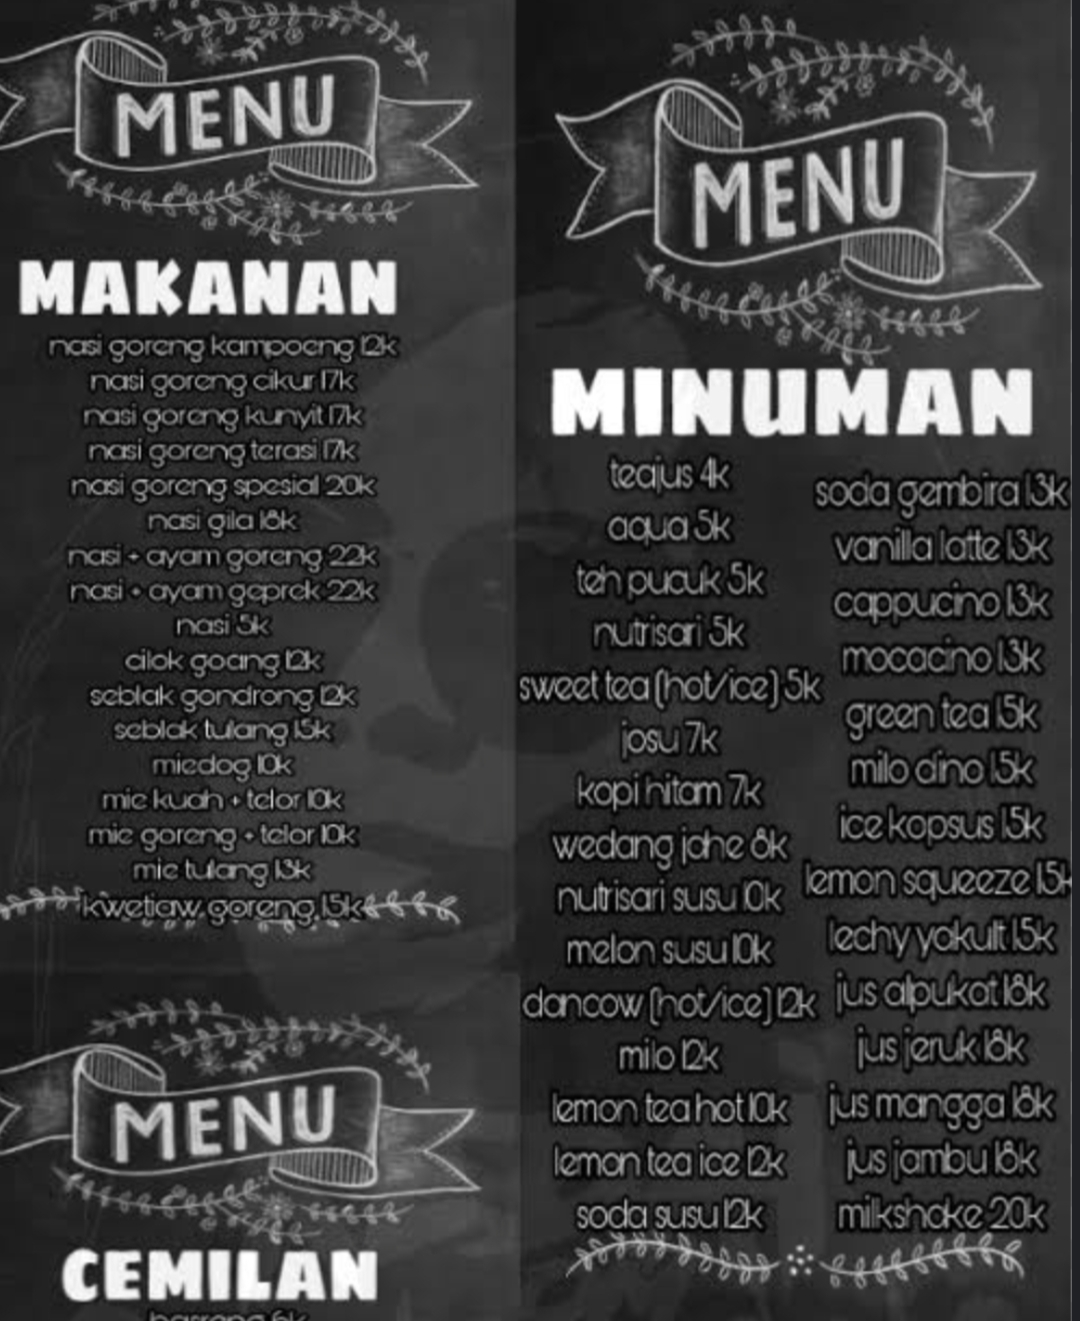 MENU
MAKANAN
nasi goreng kampoeng 12k
nasi goreng cikur 17k
nasi goreng kunyit 17k
nasi goreng terasi 17k
nasi goreng spesial 20k
nasi gila 18k
nasi + ayam goreng 22k
nasi + ayam geprek 22k
nasi 5k
cilok goang 12k
seblak gondrong 12k
seblak tulang 15k
miedog 10k
mie kuah + telor 10k
mie goreng + telor 10k
mie tulang 13k
kwetiaw goreng 15k
MENU
CEMILAN
basreng 6k
MENU
MINUMAN
teajus 4k
aqua 5k
teh pucuk 5k
nutrisari 5k
sweet tea (hot/ice) 5k
josu 7k
kopi hitam 7k
wedang jahe 8k
nutrisari susu 10k
melon susu 10k
dancow (hot/ice) 12k
milo 12k
lemon tea hot 10k
lemon tea ice 12k
soda susu 12k
soda gembira 13k
vanilla latte 13k
cappucino 13k
mocacino 13k
green tea 15k
milo dino 15k
ice kopsus 15k
lemon squeeze 15k
lechy yakult 15k
jus alpukat 18k
jus jeruk 18k
jus mangga 18k
jus jambu 18k
milkshake 20k